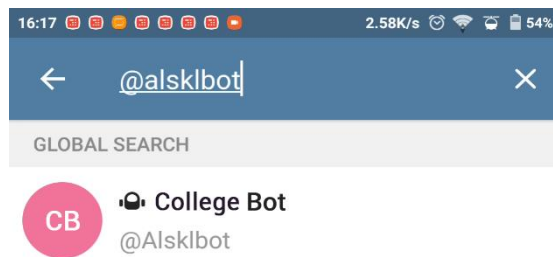 16:17 2.58K/s 54%
@alsklbot
GLOBAL SEARCH
CB College Bot
@Alsklbot